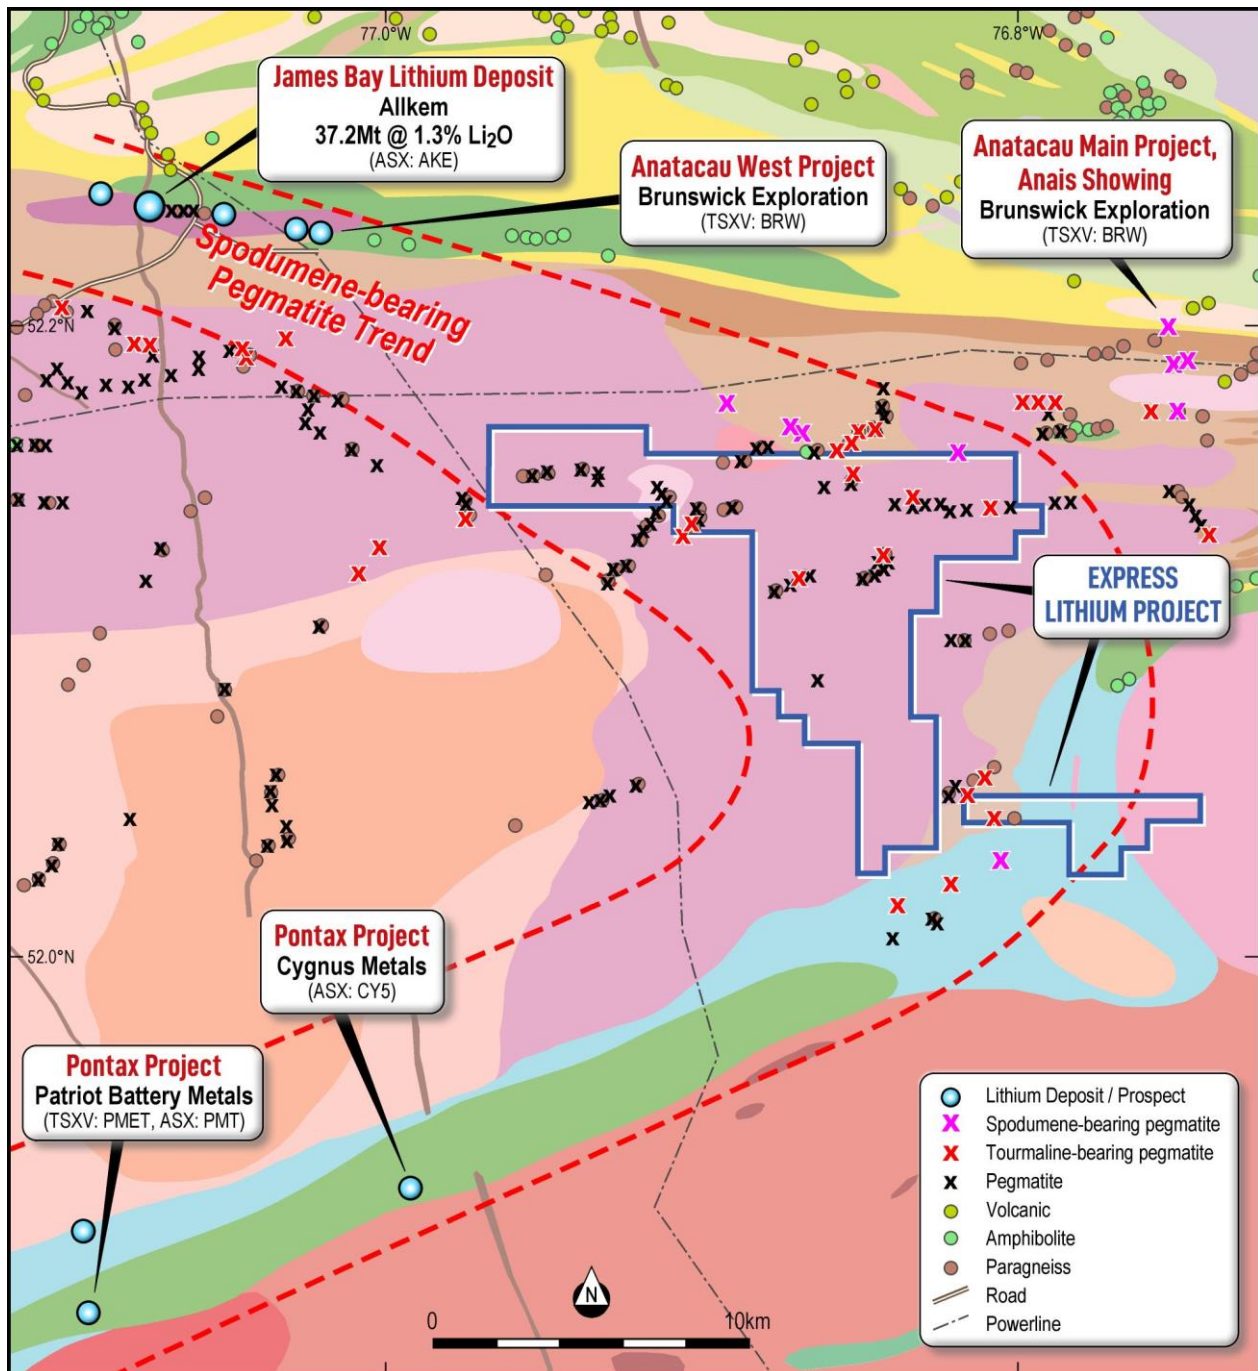 77.0°W
76.8°W
James Bay Lithium Deposit
Allkem
37.2Mt @ 1.3% Li₂O
(ASX: AKE)
Anatacau West Project
Brunswick Exploration
(TSXV: BRW)
Anatacau Main Project,
Anais Showing
Brunswick Exploration
(TSXV: BRW)
Spodumene-bearing
Pegmatite Trend
52.2°N
EXPRESS
LITHIUM PROJECT
52.0°N
Pontax Project
Cygnus Metals
(ASX: CY5)
Pontax Project
Patriot Battery Metals
(TSXV: PMET, ASX: PMT)
Lithium Deposit / Prospect
Spodumene-bearing pegmatite
Tourmaline-bearing pegmatite
Pegmatite
Volcanic
Amphibolite
Paragneiss
Road
Powerline
N
0
10km